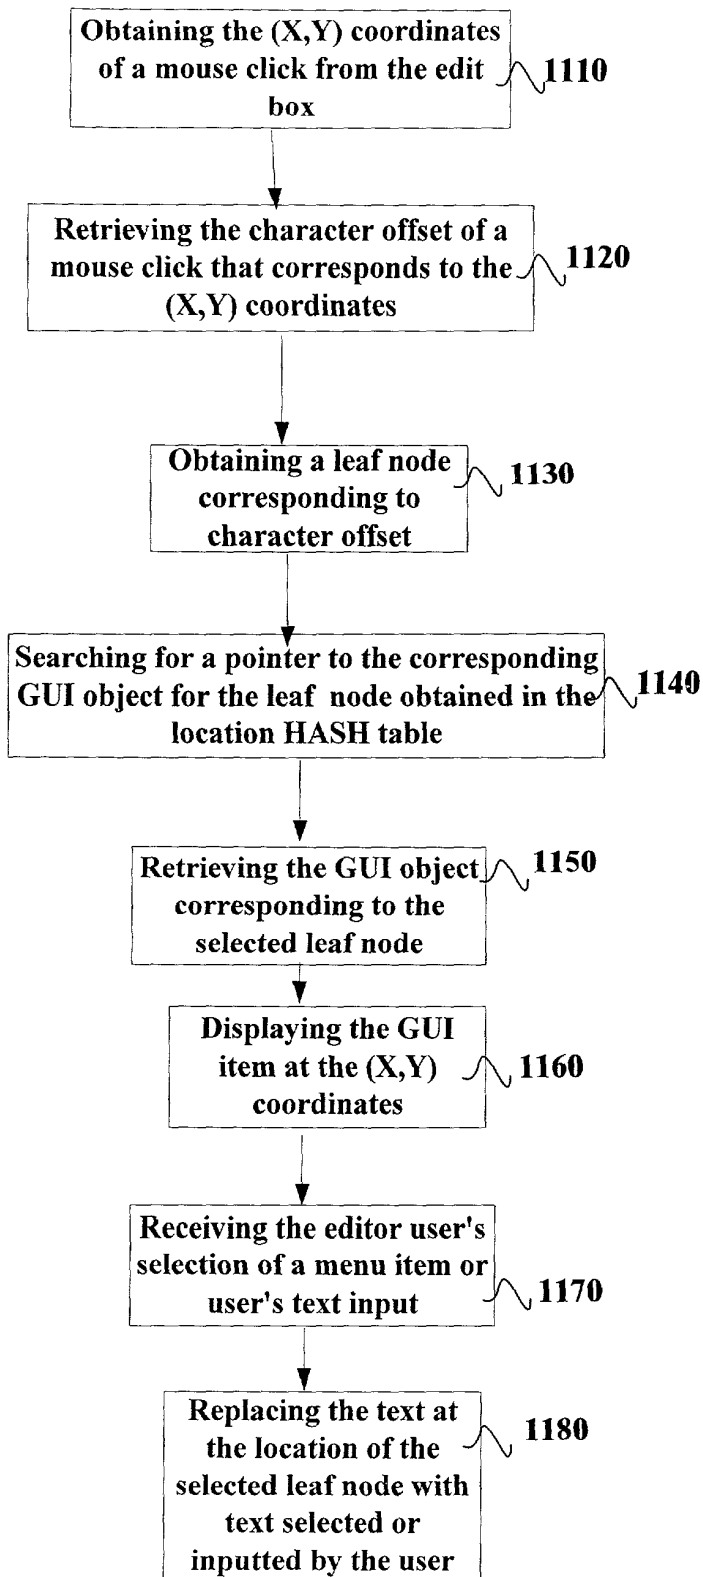 Obtaining the (X,Y) coordinates
of a mouse click from the edit
box
1110
Retrieving the character offset of a
mouse click that corresponds to the
(X,Y) coordinates
1120
Obtaining a leaf node
corresponding to
character offset
1130
Searching for a pointer to the corresponding
GUI object for the leaf node obtained in the
location HASH table
1140
Retrieving the GUI object
corresponding to the
selected leaf node
1150
Displaying the GUI
item at the (X,Y)
coordinates
1160
Receiving the editor user's
selection of a menu item or
user's text input
1170
Replacing the text at
the location of the
selected leaf node with
text selected or
inputted by the user
1180